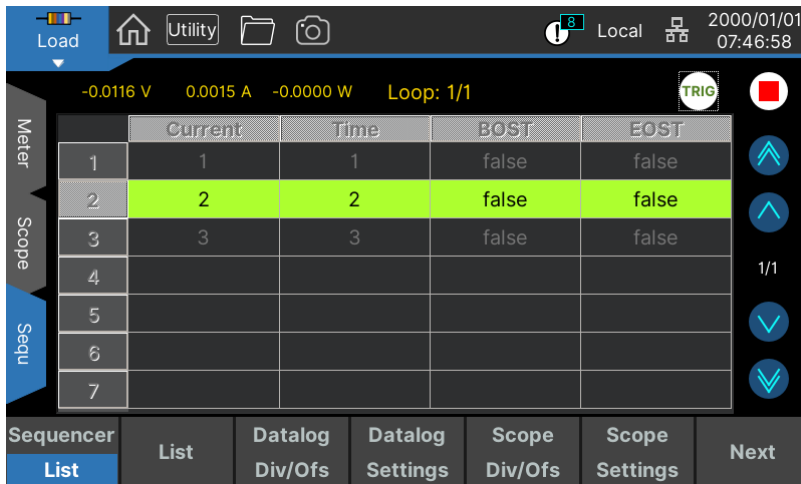 Load Utility 8 Local 2000/01/01
07:46:58
-0.0116 V 0.0015 A -0.0000 W Loop: 1/1 TRIG
Meter
Scope
Sequ
Current Time BOST EOST
1 1 1 false false
2 2 2 false false
3 3 3 false false
4
5
6
7
1/1
Sequencer
List
List
Datalog
Div/Ofs
Datalog
Settings
Scope
Div/Ofs
Scope
Settings
Next